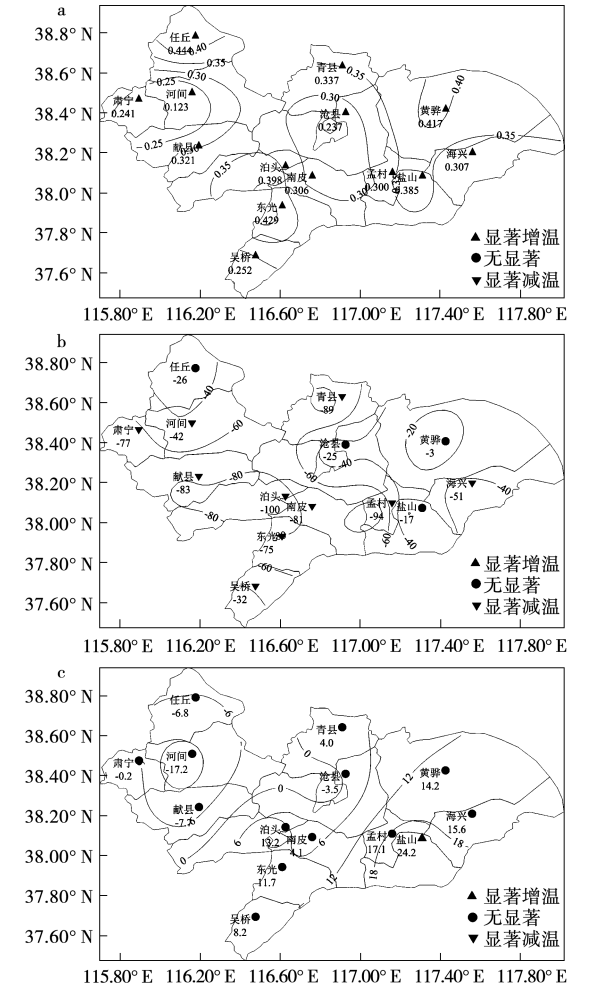 a
38.8° N
38.6° N
38.4° N
38.2° N
38.0° N
37.8° N
37.6° N
任丘
0.444
0.40
0.35
0.30
0.25
肃宁
0.241
河间
0.123
0.25
献县
0.321
0.35
青县
0.337
0.35
0.30
沧县
0.237
0.40
黄骅
0.417
0.35
海兴
0.307
泊头
0.398
南皮
0.306
孟村
0.300
盐山
0.385
0.30
东光
0.429
吴桥
0.252
显著增温
无显著
显著减温
115.80° E 116.20° E 116.60° E 117.00° E 117.40° E 117.80° E
b
38.80° N
38.60° N
38.40° N
38.20° N
38.00° N
37.80° N
37.60° N
任丘
-26
-40
肃宁
-77
河间
-42
-60
献县
-83
-80
-80
青县
-89
沧县
-25
-40
-60
-20
黄骅
-3
海兴
-51
-40
泊头
-100
南皮
-81
孟村
-94
盐山
-17
-60
-40
东光
-75
-60
吴桥
-32
显著增温
无显著
显著减温
115.80° E 116.20° E 116.60° E 117.00° E 117.40° E 117.80° E
c
38.80° N
38.60° N
38.40° N
38.20° N
38.00° N
37.80° N
37.60° N
任丘
-6.8
-6
肃宁
-0.2
河间
-17.2
献县
-7.7
0
0
青县
4.0
0
沧县
-3.5
12
黄骅
14.2
海兴
15.6
18
6
泊头
13.2
南皮
4.1
6
孟村
17.1
盐山
24.2
18
12
东光
11.7
吴桥
8.2
显著增温
无显著
显著减温
115.80° E 116.20° E 116.60° E 117.00° E 117.40° E 117.80° E